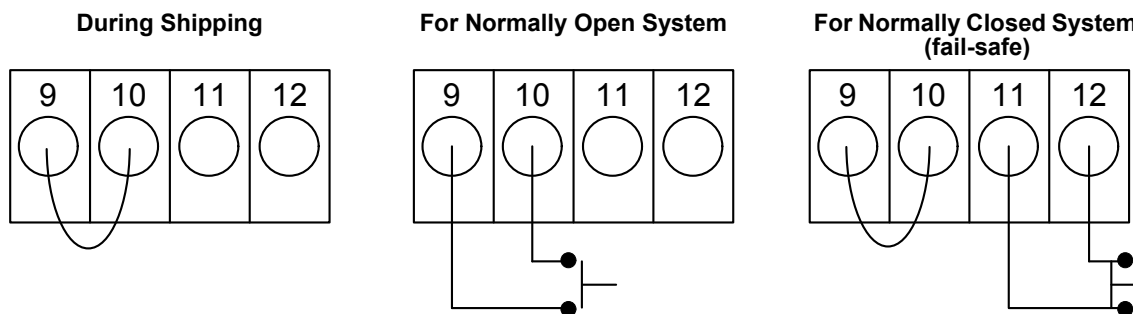 During Shipping
For Normally Open System
For Normally Closed System
(fail-safe)
9 10 11 12
9 10 11 12
9 10 11 12